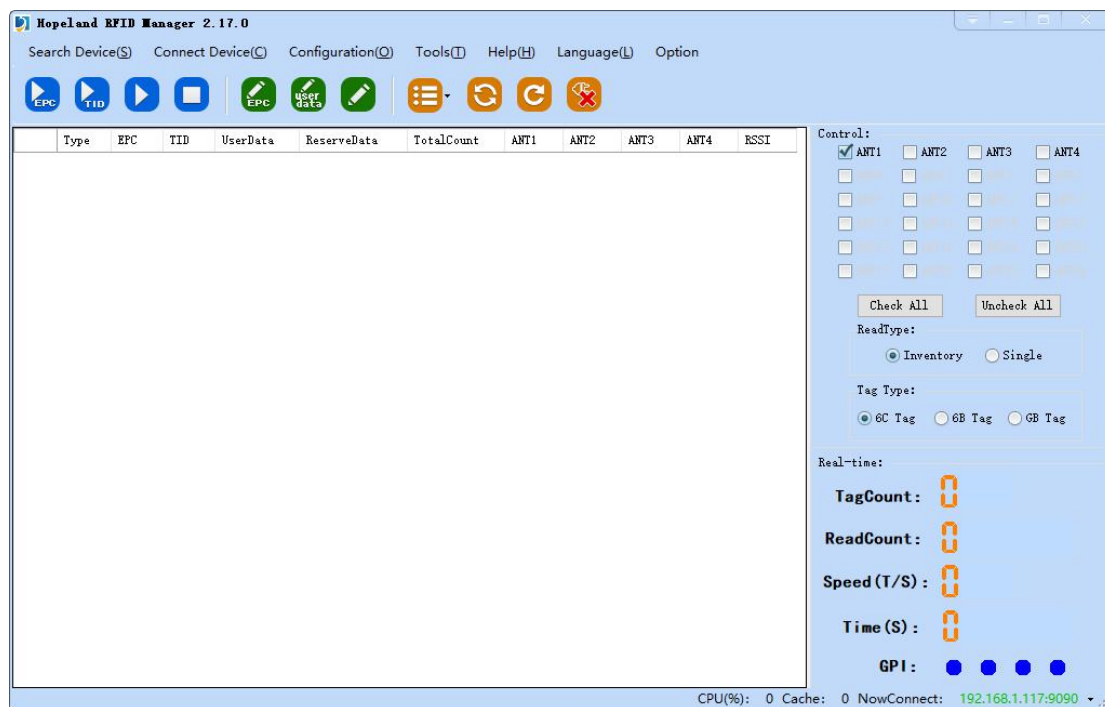 Hopeland RFID Manager 2.17.0
Search Device(S) Connect Device(C) Configuration(O) Tools(T) Help(H) Language(L) Option
EPC TID EPC user data
Type EPC TID UserData ReserveData TotalCount ANT1 ANT2 ANT3 ANT4 RSSI
Control:
ANT1 ANT2 ANT3 ANT4
Check All Uncheck All
ReadType:
Inventory Single
Tag Type:
6C Tag 6B Tag GB Tag
Real-time:
TagCount: 0
ReadCount: 0
Speed(T/S): 0
Time(S): 0
GPI:
CPU(%): 0 Cache: 0 NowConnect: 192.168.1.117:9090